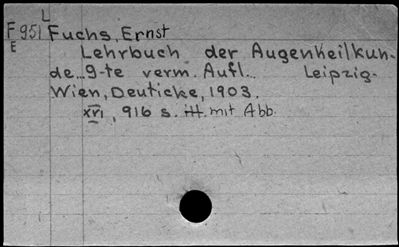 L
F 951 Fuchs, Ernst
E
Lehrbuch der Augenheilkun-
de...9-te verm. Aufl.. Leipzig-
Wien, Deuticke, 1903.
XVI, 916 s. ill. mit Abb.